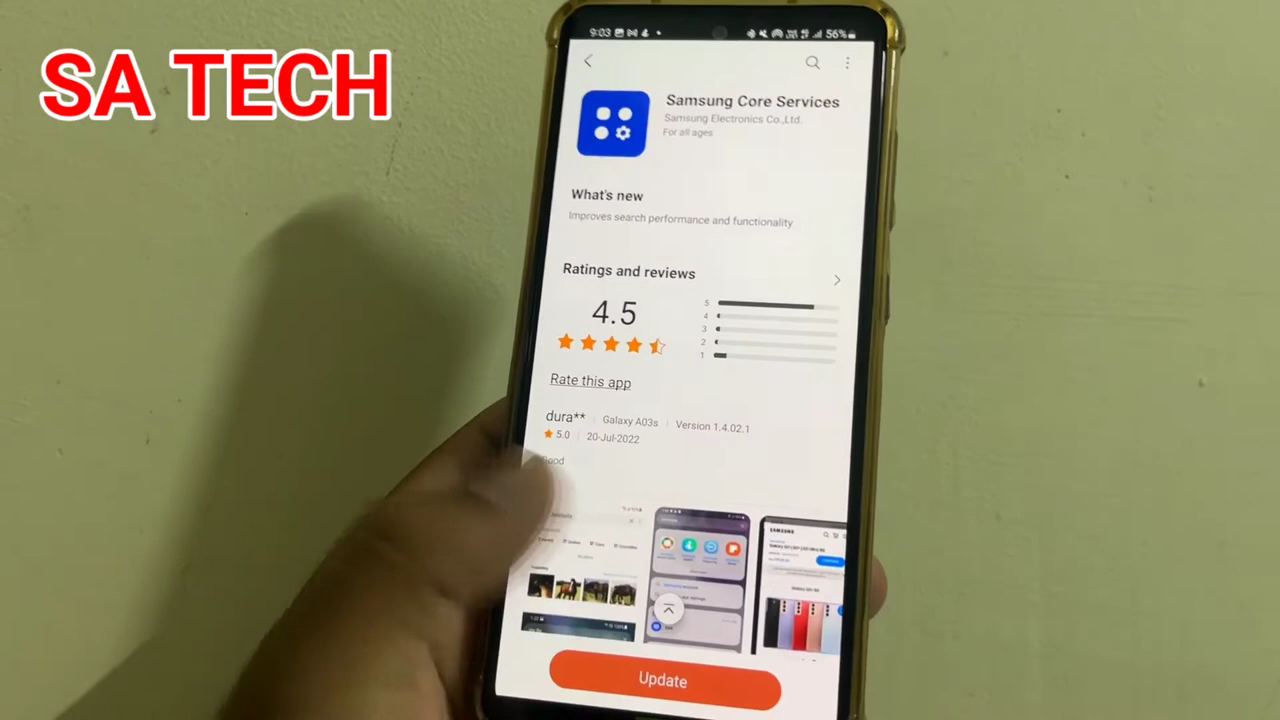 SA TECH
9:03
56%
Samsung Core Services
Samsung Electronics Co.,Ltd.
For all ages
What's new
Improves search performance and functionality
Ratings and reviews
4.5
5
4
3
2
1
Rate this app
dura** | Galaxy A03s | Version 1.4.02.1
5.0 | 20-Jul-2022
Good
SAMSUNG
Update